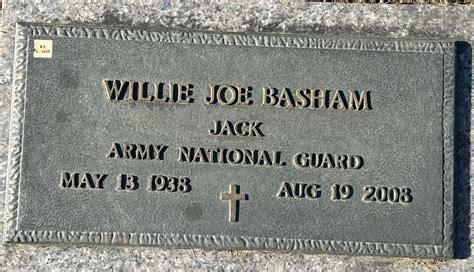 WILLIE JOE BASHAM
JACK
ARMY NATIONAL GUARD
MAY 13 1938 AUG 19 2008